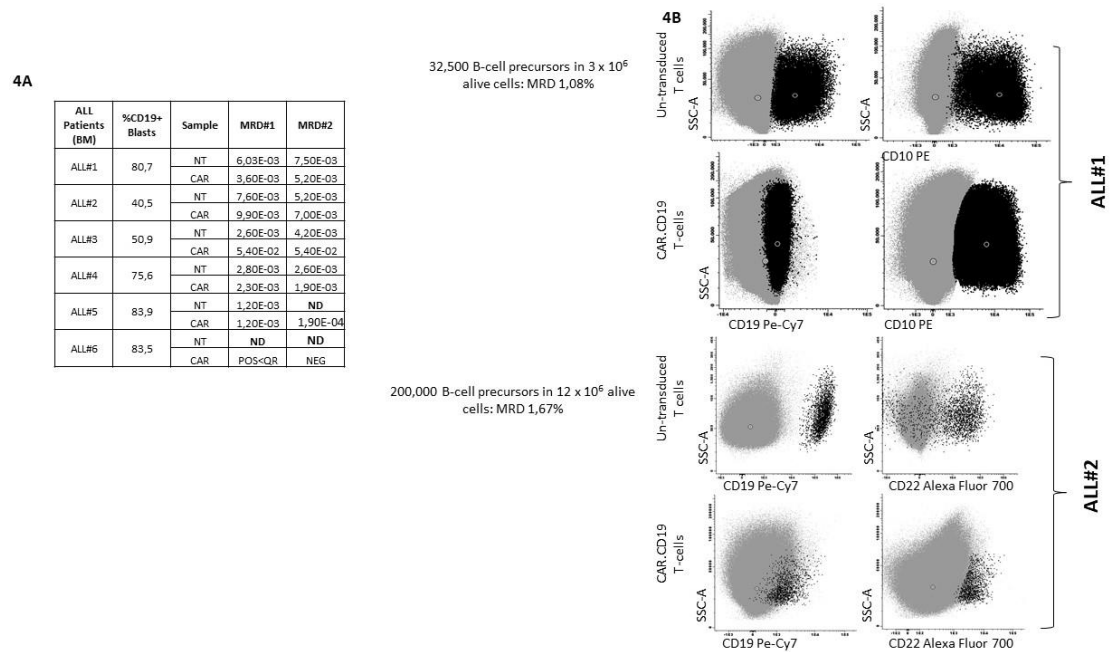 4A
ALL Patients (BM) %CD19+ Blasts Sample MRD#1 MRD#2
ALL#1 80,7 NT 6,03E-03 7,50E-03
CAR 3,60E-03 5,20E-03
ALL#2 40,5 NT 7,60E-03 5,20E-03
CAR 9,90E-03 7,00E-03
ALL#3 50,9 NT 2,60E-03 4,20E-03
CAR 5,40E-02 5,40E-02
ALL#4 75,6 NT 2,80E-03 2,60E-03
CAR 2,30E-03 1,90E-03
ALL#5 83,9 NT 1,20E-03 ND
CAR 1,20E-03 1,90E-04
ALL#6 83,5 NT ND ND
CAR POS<QR NEG
32,500 B-cell precursors in 3 x 10⁶
alive cells: MRD 1,08%
200,000 B-cell precursors in 12 x 10⁶ alive
cells: MRD 1,67%
4B
Un-transduced
T cells
SSC-A
SSC-A
CD10 PE
CAR.CD19
T-cells
SSC-A
SSC-A
CD19 Pe-Cy7
CD10 PE
ALL#1
Un-transduced
T cells
SSC-A
SSC-A
CD19 Pe-Cy7
CD22 Alexa Fluor 700
CAR.CD19
T-cells
SSC-A
SSC-A
CD19 Pe-Cy7
CD22 Alexa Fluor 700
ALL#2